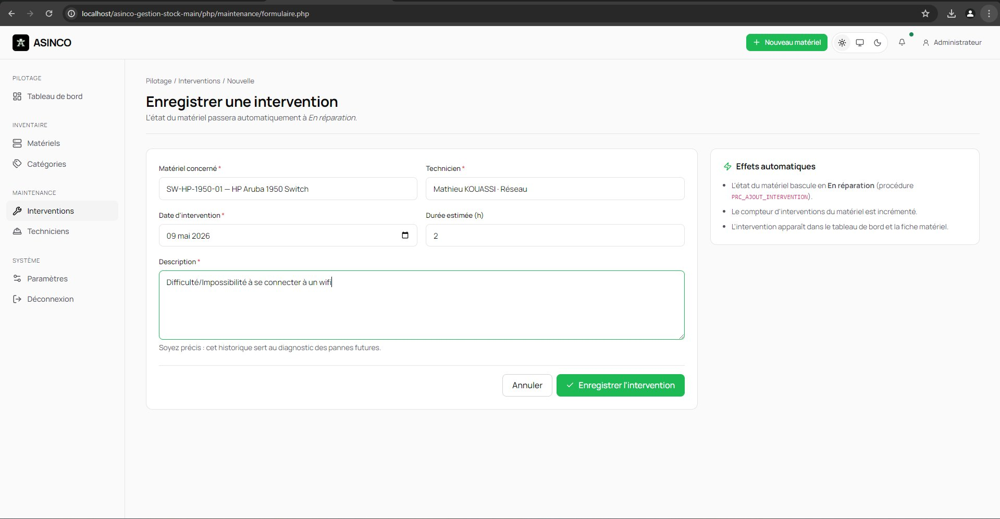 localhost/asinco-gestion-stock-main/php/maintenance/formulaire.php
ASINCO
Nouveau matériel
Administrateur
PILOTAGE
Tableau de bord
INVENTAIRE
Matériels
Catégories
MAINTENANCE
Interventions
Techniciens
SYSTÈME
Paramètres
Déconnexion
Pilotage / Interventions / Nouvelle
Enregistrer une intervention
L'état du matériel passera automatiquement à En réparation.
Matériel concerné *
SW-HP-1950-01 — HP Aruba 1950 Switch
Technicien *
Mathieu KOUASSI · Réseau
Date d'intervention *
09 mai 2026
Durée estimée (h)
2
Description *
Difficulté/Impossibilité à se connecter à un wifi
Soyez précis : cet historique sert au diagnostic des pannes futures.
Annuler
Enregistrer l'intervention
Effets automatiques
L'état du matériel bascule en En réparation (procédure
PRC_AJOUT_INTERVENTION).
Le compteur d'interventions du matériel est incrémenté.
L'intervention apparaît dans le tableau de bord et la fiche matériel.